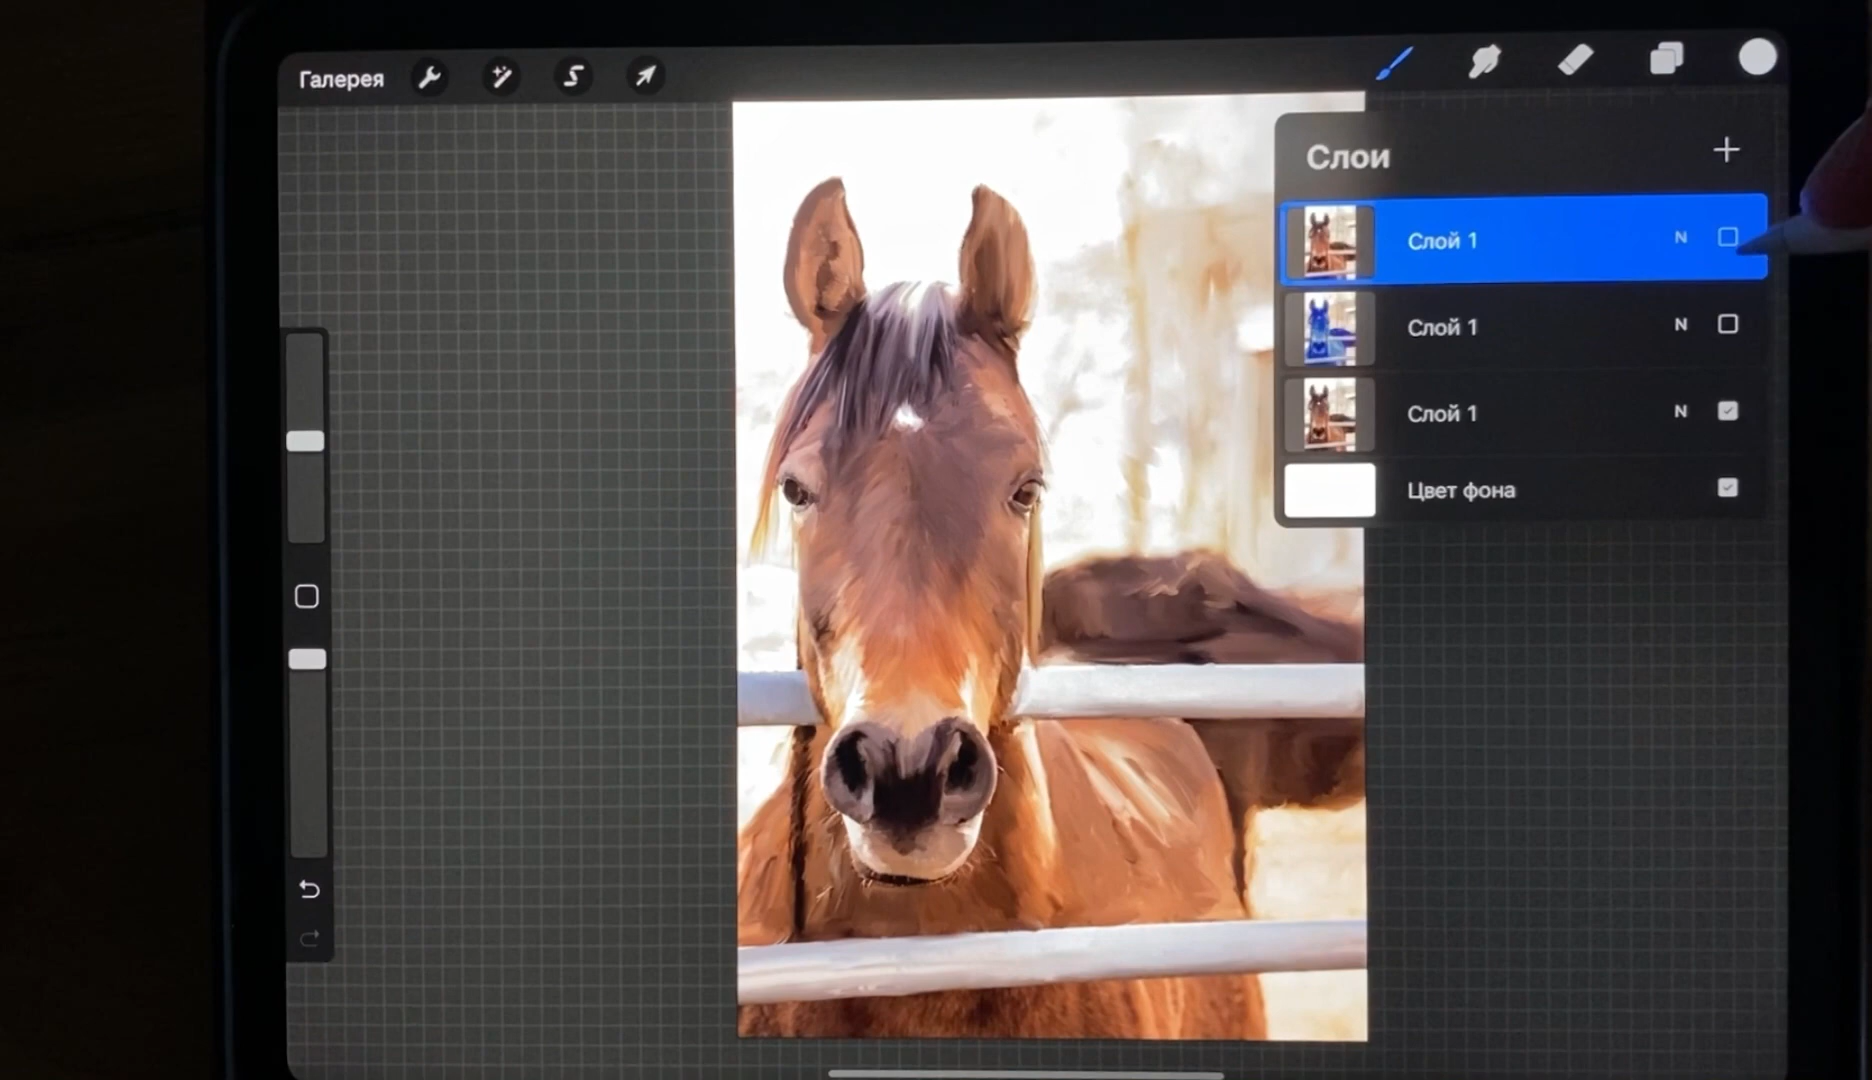 Галерея
Слои
Слой 1 N
Слой 1 N
Слой 1 N
Цвет фона